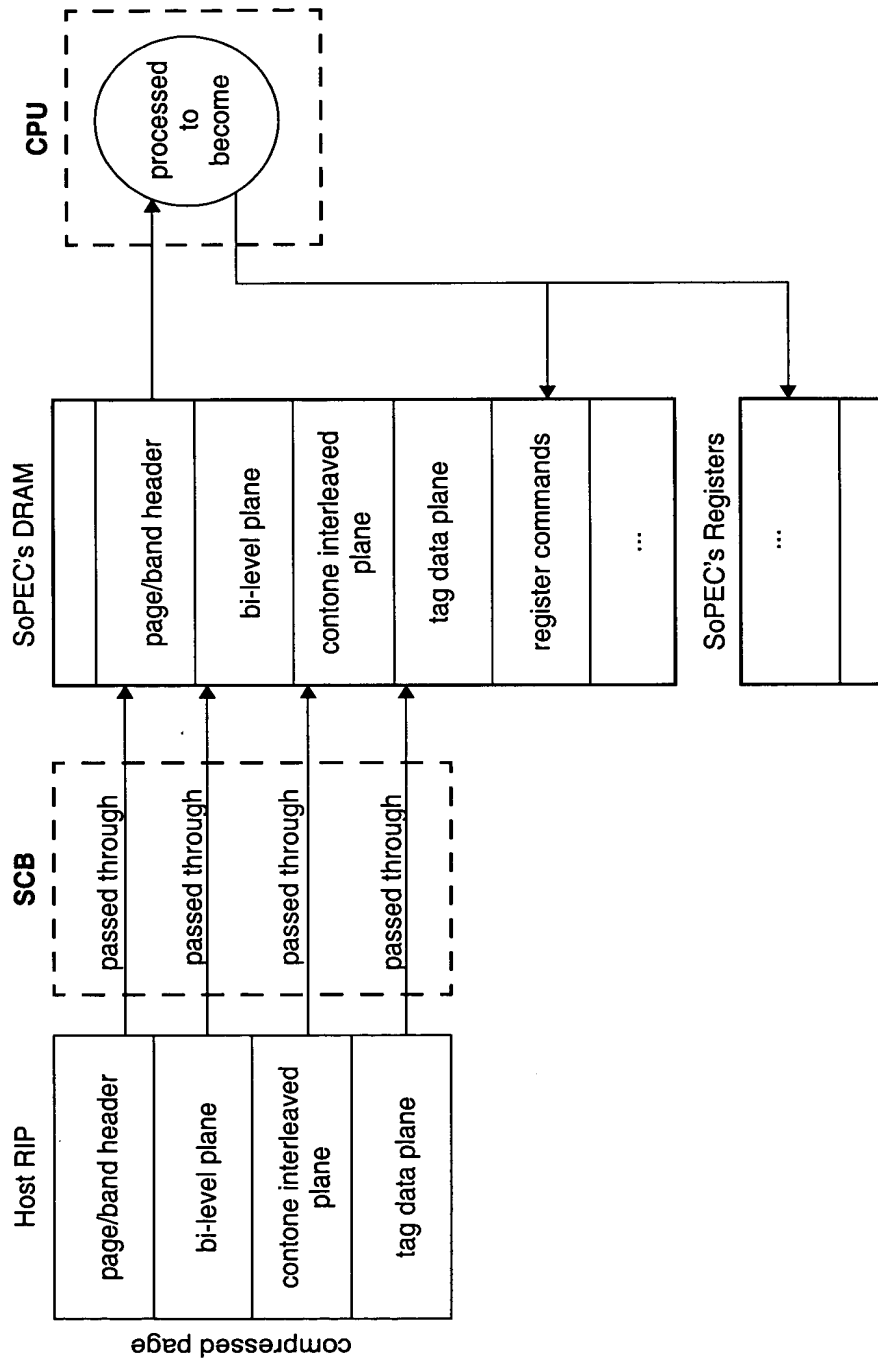 compressed page
Host RIP
page/band header
bi-level plane
contone interleaved
plane
tag data plane
SCB
passed through
passed through
passed through
passed through
SoPEC's DRAM
page/band header
bi-level plane
contone interleaved
plane
tag data plane
register commands
...
CPU
processed
to
become
SoPEC's Registers
...